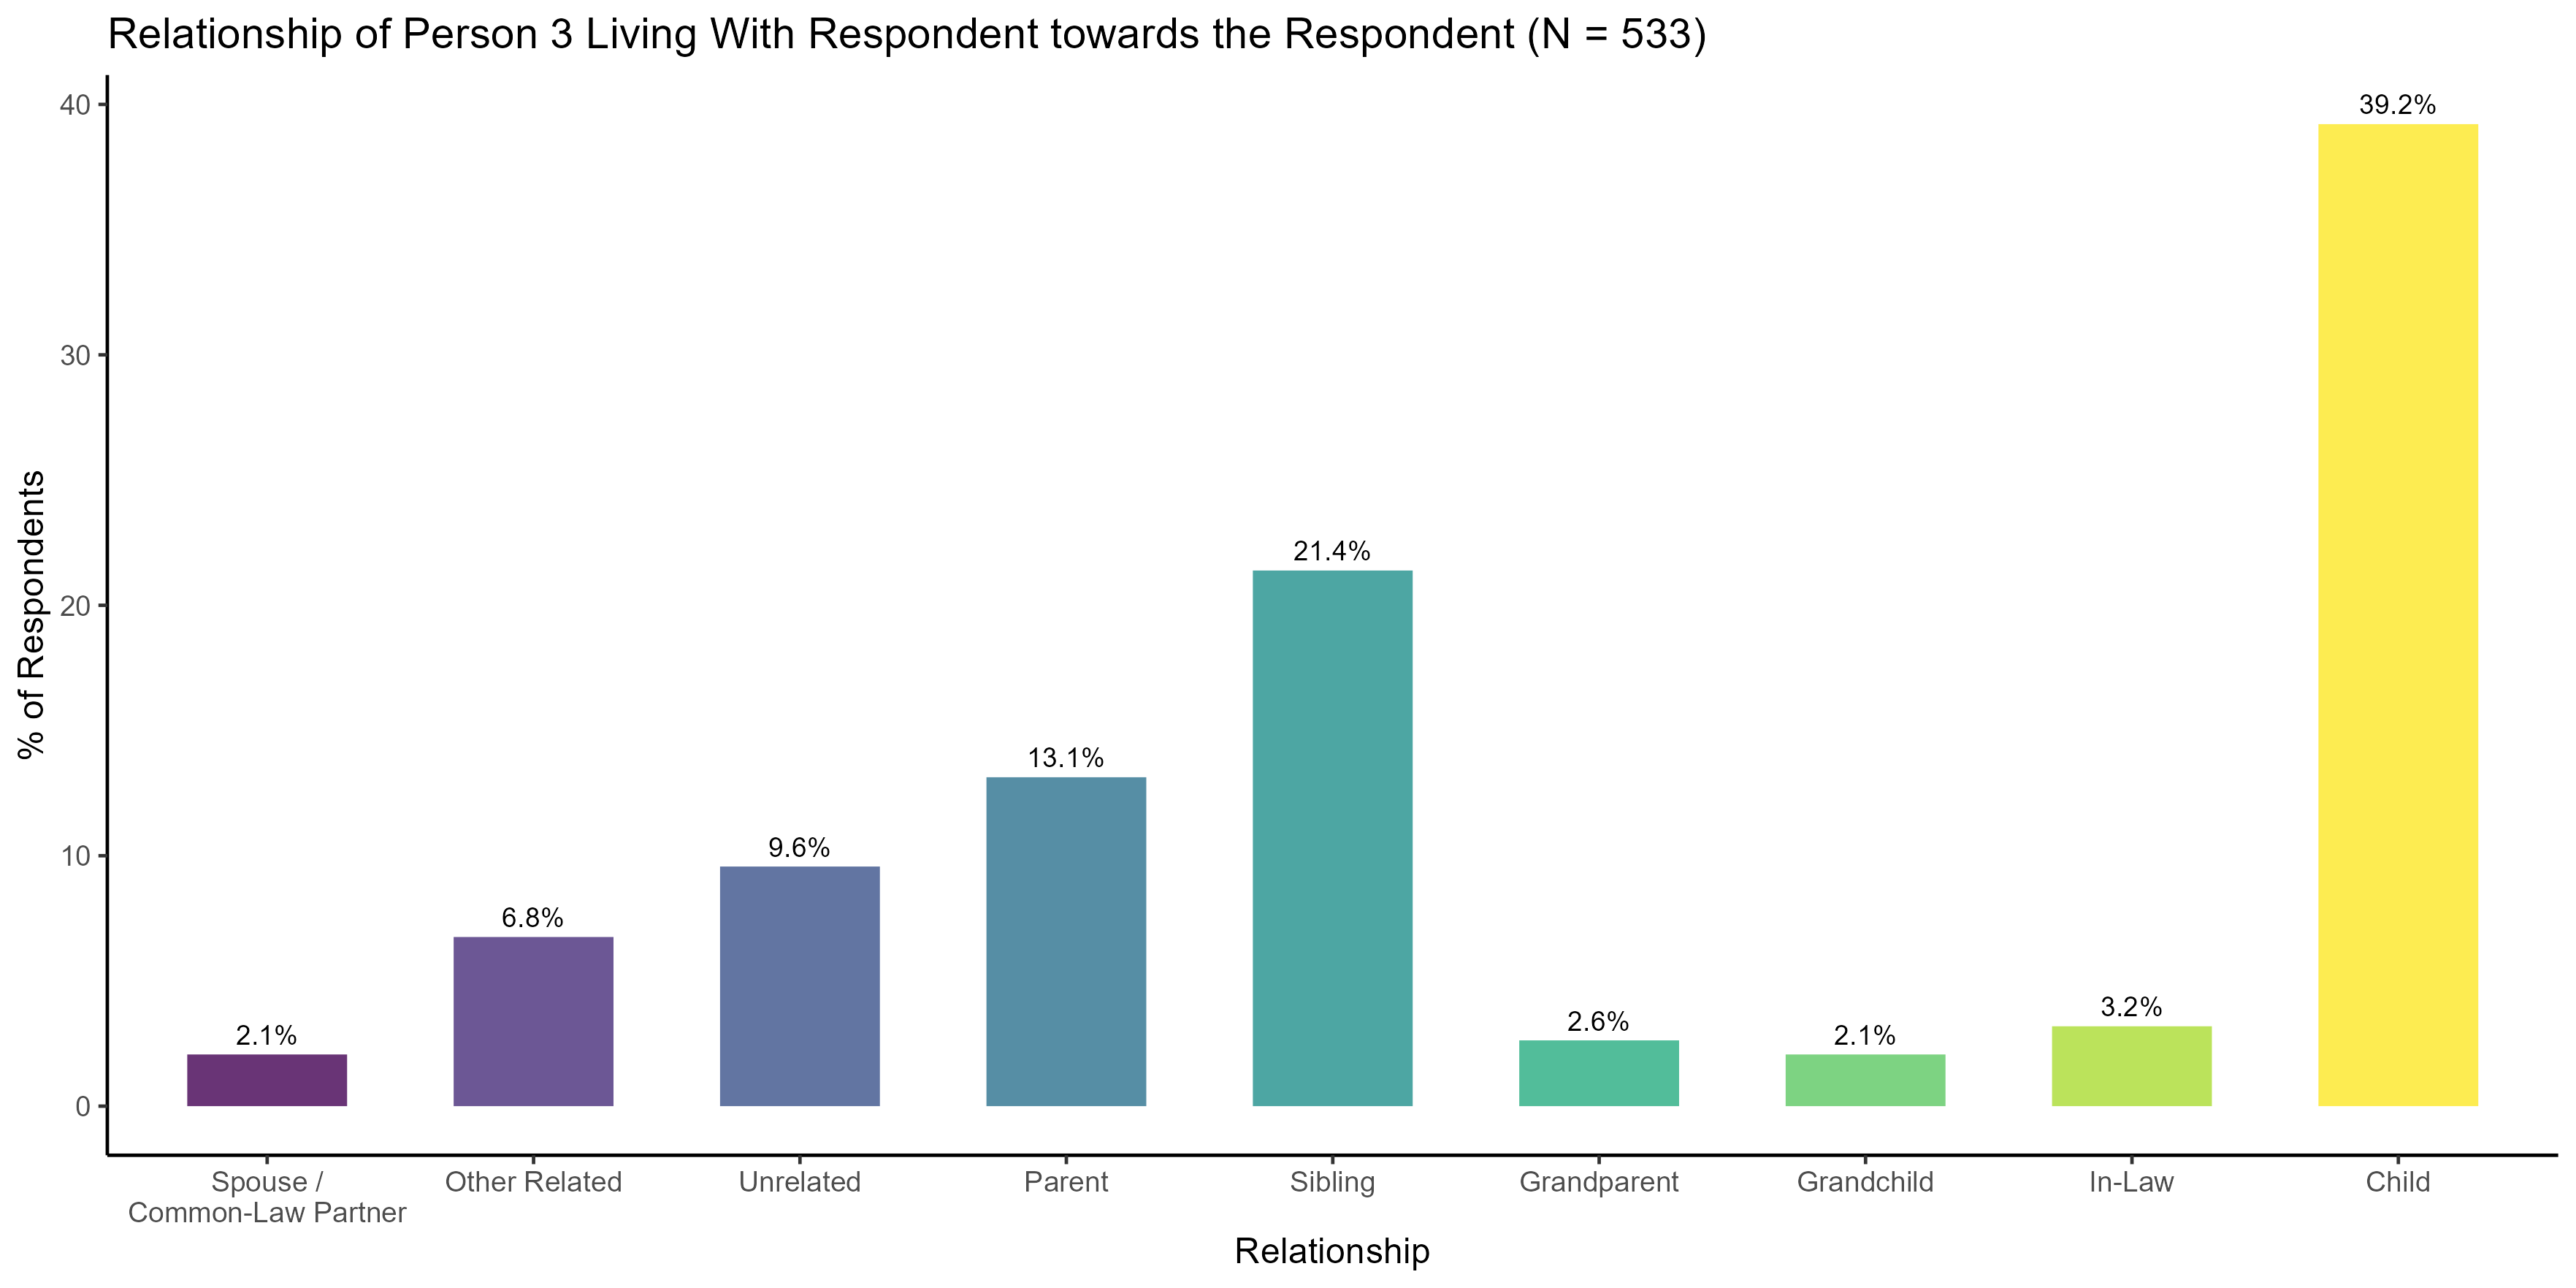 Relationship of Person 3 Living With Respondent towards the Respondent (N = 533)
% of Respondents
40
30
20
10
0
2.1%
6.8%
9.6%
13.1%
21.4%
2.6%
2.1%
3.2%
39.2%
Spouse /
Common-Law Partner
Other Related
Unrelated
Parent
Sibling
Grandparent
Grandchild
In-Law
Child
Relationship